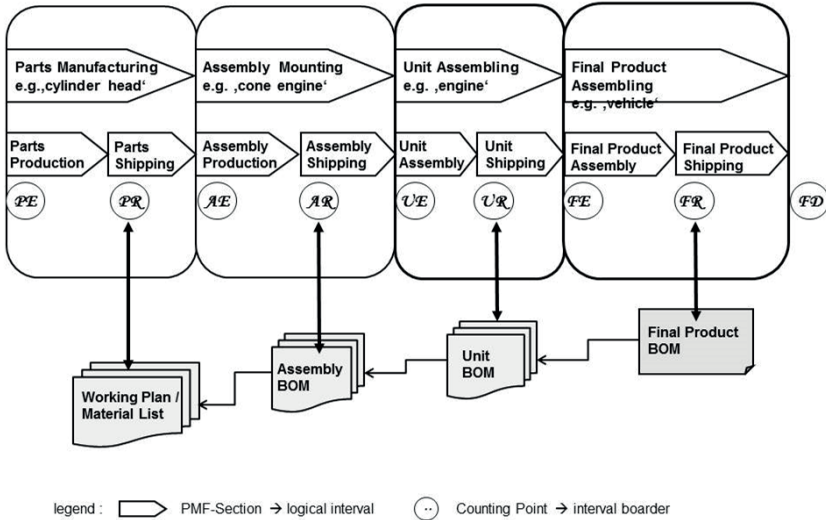 Parts Manufacturing
e.g.,cylinder head‘
Assembly Mounting
e.g. ‚cone engine‘
Unit Assembling
e.g. ‚engine‘
Final Product
Assembling
e.g. ‚vehicle‘
Parts
Production
Parts
Shipping
Assembly
Production
Assembly
Shipping
Unit
Assembly
Unit
Shipping
Final Product
Assembly
Final Product
Shipping
PE
PR
AE
AR
UE
UR
FE
FR
FD
Final Product
BOM
Unit
BOM
Assembly
BOM
Working Plan /
Material List
legend :
PMF-Section → logical interval
·· Counting Point → interval boarder